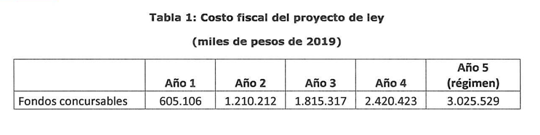 Tabla 1: Costo fiscal del proyecto de ley
(miles de pesos de 2019)
Año 1 Año 2 Año 3 Año 4 Año 5 (régimen)
Fondos concursables 605.106 1.210.212 1.815.317 2.420.423 3.025.529